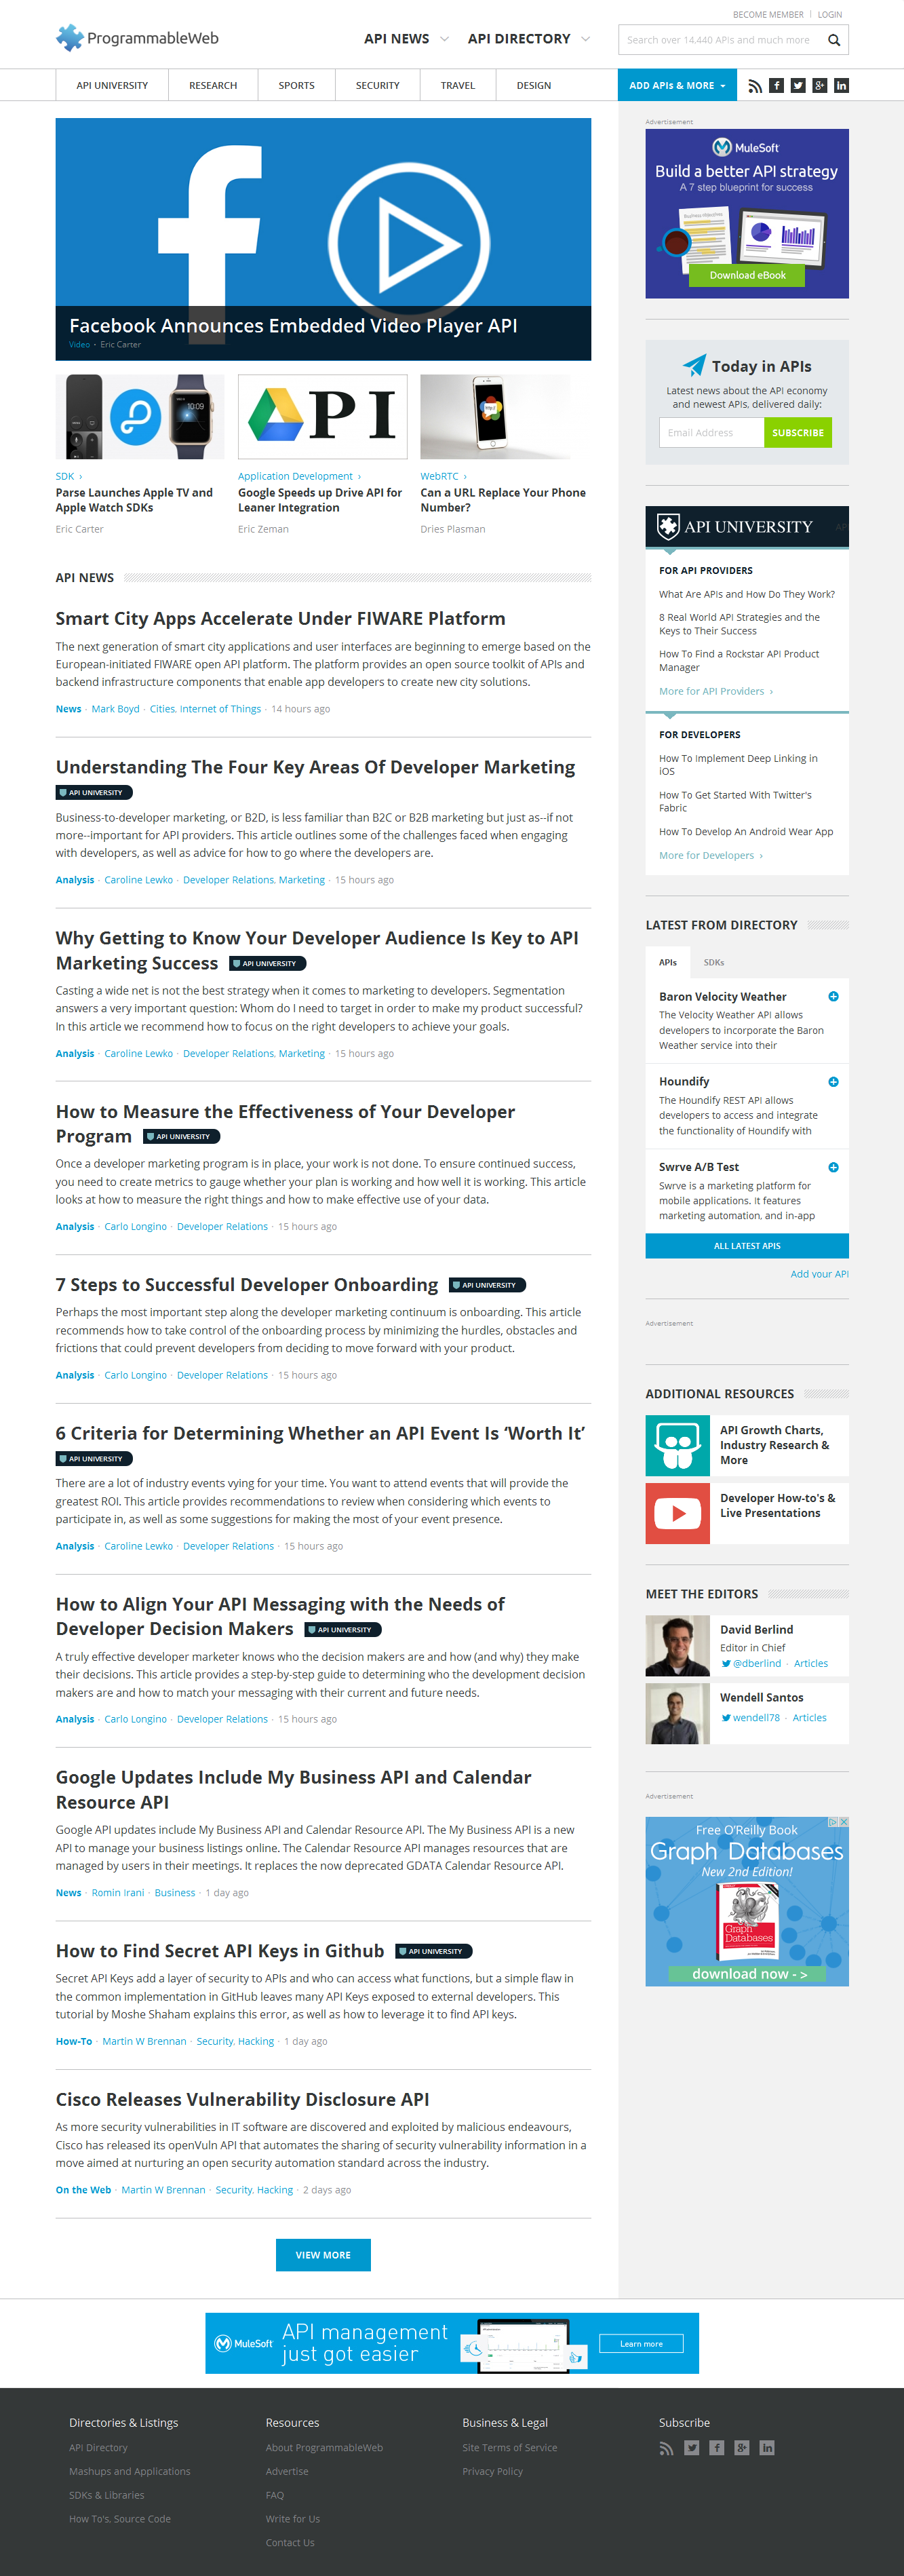 BECOME MEMBER | LOGIN
ProgrammableWeb
API NEWS
API DIRECTORY
Search over 14,440 APIs and much more
API UNIVERSITY
RESEARCH
SPORTS
SECURITY
TRAVEL
DESIGN
ADD APIs & MORE
Facebook Announces Embedded Video Player API
Video · Eric Carter
SDK ›
Parse Launches Apple TV and
Apple Watch SDKs
Eric Carter
API
Application Development ›
Google Speeds up Drive API for
Leaner Integration
Eric Zeman
WebRTC ›
Can a URL Replace Your Phone
Number?
Dries Plasman
API NEWS
Smart City Apps Accelerate Under FIWARE Platform
The next generation of smart city applications and user interfaces are beginning to emerge based on the
European-initiated FIWARE open API platform. The platform provides an open source toolkit of APIs and
backend infrastructure components that enable app developers to create new city solutions.
News · Mark Boyd · Cities, Internet of Things · 14 hours ago
Understanding The Four Key Areas Of Developer Marketing
API UNIVERSITY
Business-to-developer marketing, or B2D, is less familiar than B2C or B2B marketing but just as--if not
more--important for API providers. This article outlines some of the challenges faced when engaging
with developers, as well as advice for how to go where the developers are.
Analysis · Caroline Lewko · Developer Relations, Marketing · 15 hours ago
Why Getting to Know Your Developer Audience Is Key to API
Marketing Success API UNIVERSITY
Casting a wide net is not the best strategy when it comes to marketing to developers. Segmentation
answers a very important question: Whom do I need to target in order to make my product successful?
In this article we recommend how to focus on the right developers to achieve your goals.
Analysis · Caroline Lewko · Developer Relations, Marketing · 15 hours ago
How to Measure the Effectiveness of Your Developer
Program API UNIVERSITY
Once a developer marketing program is in place, your work is not done. To ensure continued success,
you need to create metrics to gauge whether your plan is working and how well it is working. This article
looks at how to measure the right things and how to make effective use of your data.
Analysis · Carlo Longino · Developer Relations · 15 hours ago
7 Steps to Successful Developer Onboarding API UNIVERSITY
Perhaps the most important step along the developer marketing continuum is onboarding. This article
recommends how to take control of the onboarding process by minimizing the hurdles, obstacles and
frictions that could prevent developers from deciding to move forward with your product.
Analysis · Carlo Longino · Developer Relations · 15 hours ago
6 Criteria for Determining Whether an API Event Is ‘Worth It’
API UNIVERSITY
There are a lot of industry events vying for your time. You want to attend events that will provide the
greatest ROI. This article provides recommendations to review when considering which events to
participate in, as well as some suggestions for making the most of your event presence.
Analysis · Caroline Lewko · Developer Relations · 15 hours ago
How to Align Your API Messaging with the Needs of
Developer Decision Makers API UNIVERSITY
A truly effective developer marketer knows who the decision makers are and how (and why) they make
their decisions. This article provides a step-by-step guide to determining who the development decision
makers are and how to match your messaging with their current and future needs.
Analysis · Carlo Longino · Developer Relations · 15 hours ago
Google Updates Include My Business API and Calendar
Resource API
Google API updates include My Business API and Calendar Resource API. The My Business API is a new
API to manage your business listings online. The Calendar Resource API manages resources that are
managed by users in their meetings. It replaces the now deprecated GDATA Calendar Resource API.
News · Romin Irani · Business · 1 day ago
How to Find Secret API Keys in Github API UNIVERSITY
Secret API Keys add a layer of security to APIs and who can access what functions, but a simple flaw in
the common implementation in GitHub leaves many API Keys exposed to external developers. This
tutorial by Moshe Shaham explains this error, as well as how to leverage it to find API keys.
How-To · Martin W Brennan · Security, Hacking · 1 day ago
Cisco Releases Vulnerability Disclosure API
As more security vulnerabilities in IT software are discovered and exploited by malicious endeavours,
Cisco has released its openVuln API that automates the sharing of security vulnerability information in a
move aimed at nurturing an open security automation standard across the industry.
On the Web · Martin W Brennan · Security, Hacking · 2 days ago
VIEW MORE
Advertisement
MuleSoft
Build a better API strategy
A 7 step blueprint for success
Download eBook
Today in APIs
Latest news about the API economy
and newest APIs, delivered daily:
Email Address
SUBSCRIBE
API UNIVERSITY
FOR API PROVIDERS
What Are APIs and How Do They Work?
8 Real World API Strategies and the
Keys to Their Success
How To Find a Rockstar API Product
Manager
More for API Providers ›
FOR DEVELOPERS
How To Implement Deep Linking in
iOS
How To Get Started With Twitter's
Fabric
How To Develop An Android Wear App
More for Developers ›
LATEST FROM DIRECTORY
APIs
SDKs
Baron Velocity Weather
The Velocity Weather API allows
developers to incorporate the Baron
Weather service into their
Houndify
The Houndify REST API allows
developers to access and integrate
the functionality of Houndify with
Swrve A/B Test
Swrve is a marketing platform for
mobile applications. It features
marketing automation, and in-app
ALL LATEST APIS
Add your API
Advertisement
ADDITIONAL RESOURCES
API Growth Charts,
Industry Research &
More
Developer How-to's &
Live Presentations
MEET THE EDITORS
David Berlind
Editor in Chief
@dberlind · Articles
Wendell Santos
wendell78 · Articles
Advertisement
Free O'Reilly Book
Graph Databases
New 2nd Edition!
Graph
Databases
download now - >
MuleSoft
API management
just got easier
Learn more
Directories & Listings
API Directory
Mashups and Applications
SDKs & Libraries
How To's, Source Code
Resources
About ProgrammableWeb
Advertise
FAQ
Write for Us
Contact Us
Business & Legal
Site Terms of Service
Privacy Policy
Subscribe